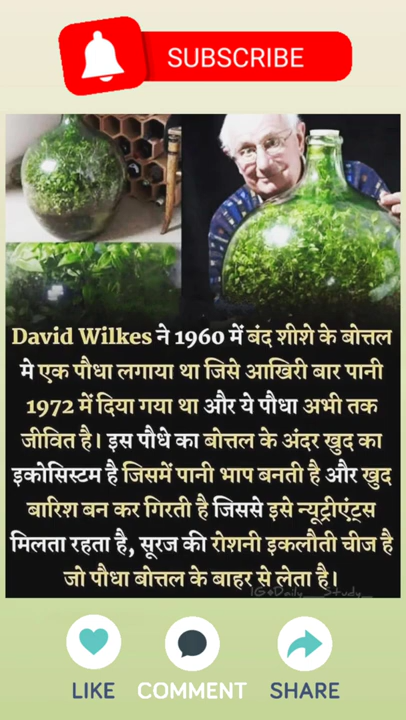 SUBSCRIBE
David Wilkes ने 1960 में बंद शीशे के बोत्तल
मे एक पौधा लगाया था जिसे आखिरी बार पानी
1972 में दिया गया था और ये पौधा अभी तक
जीवित है। इस पौधे का बोत्तल के अंदर खुद का
इकोसिस्टम है जिसमें पानी भाप बनती है और खुद
बारिश बन कर गिरती है जिससे इसे न्यूट्रीएंट्स
मिलता रहता है, सूरज की रोशनी इकलौती चीज है
जो पौधा बोत्तल के बाहर से लेता है।
LIKE COMMENT SHARE